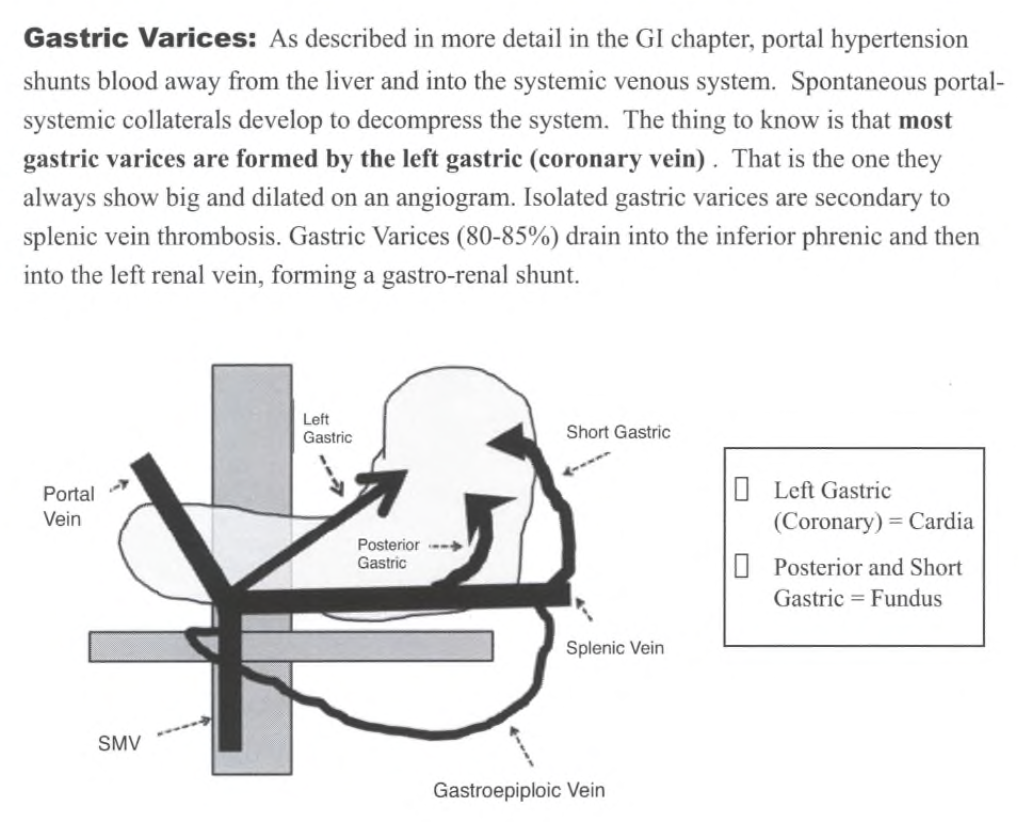 Gastric Varices: As described in more detail in the GI chapter, portal hypertension
shunts blood away from the liver and into the systemic venous system. Spontaneous portal-
systemic collaterals develop to decompress the system. The thing to know is that most
gastric varices are formed by the left gastric (coronary vein) . That is the one they
always show big and dilated on an angiogram. Isolated gastric varices are secondary to
splenic vein thrombosis. Gastric Varices (80-85%) drain into the inferior phrenic and then
into the left renal vein, forming a gastro-renal shunt.
Left
Gastric
Short Gastric
Portal
Vein
Posterior
Gastric
Splenic Vein
SMV
Gastroepiploic Vein
Left Gastric
(Coronary) = Cardia
Posterior and Short
Gastric = Fundus